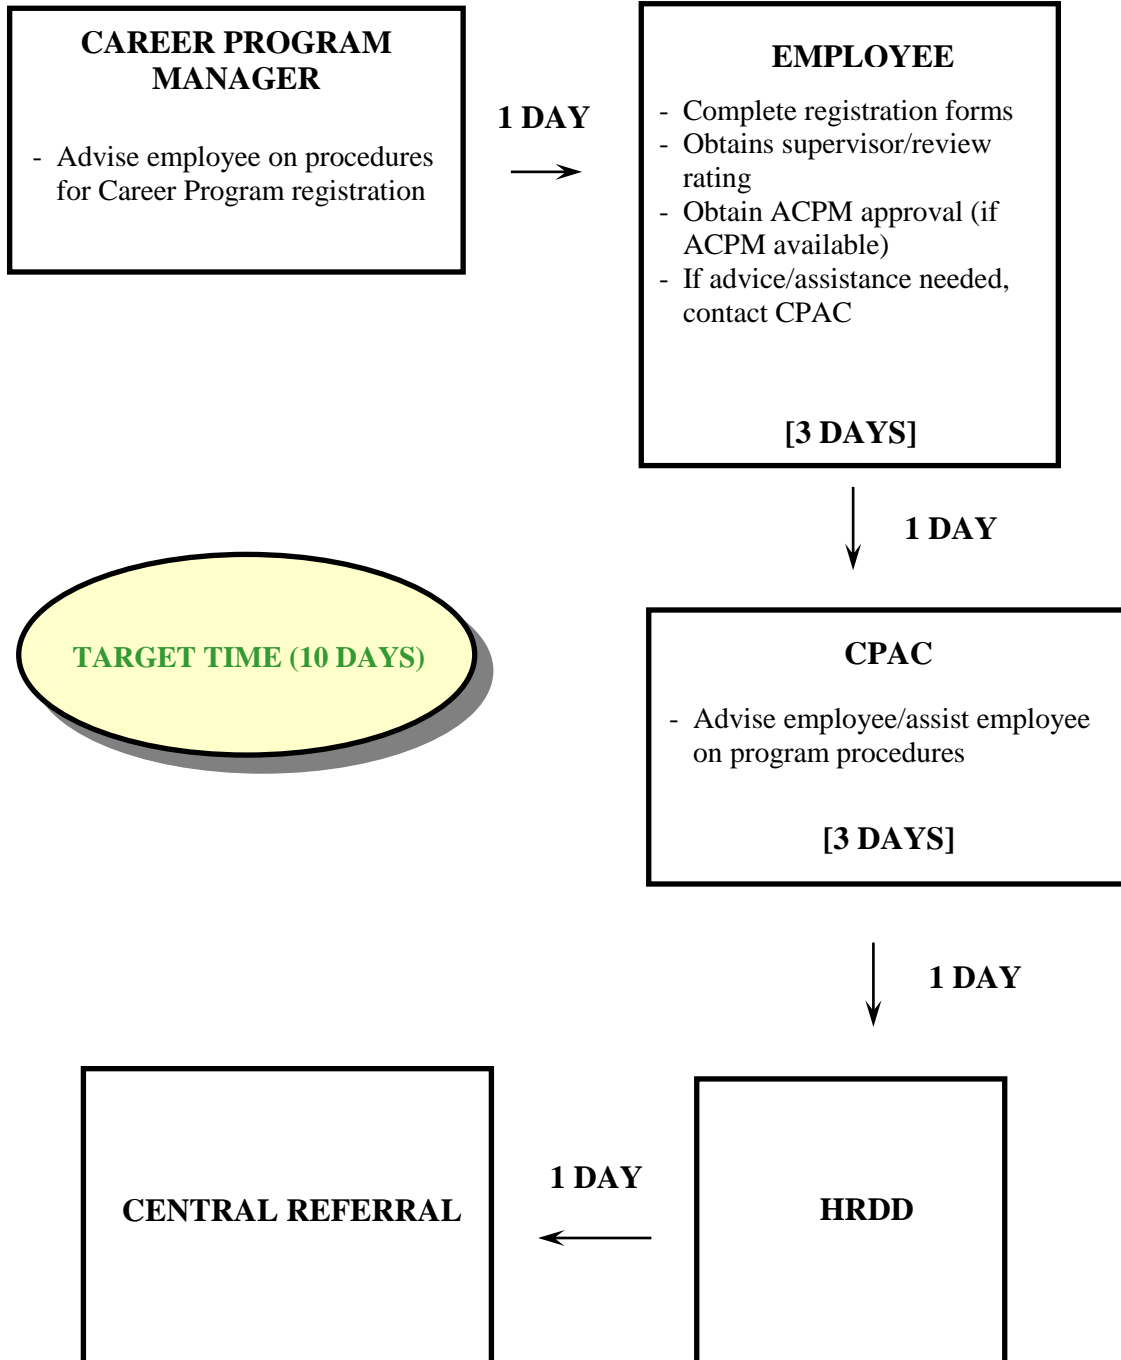 CAREER PROGRAM
MANAGER
- Advise employee on procedures
for Career Program registration
1 DAY
EMPLOYEE
- Complete registration forms
- Obtains supervisor/review
rating
- Obtain ACPM approval (if
ACPM available)
- If advice/assistance needed,
contact CPAC
[3 DAYS]
1 DAY
TARGET TIME (10 DAYS)
CPAC
- Advise employee/assist employee
on program procedures
[3 DAYS]
1 DAY
HRDD
1 DAY
CENTRAL REFERRAL